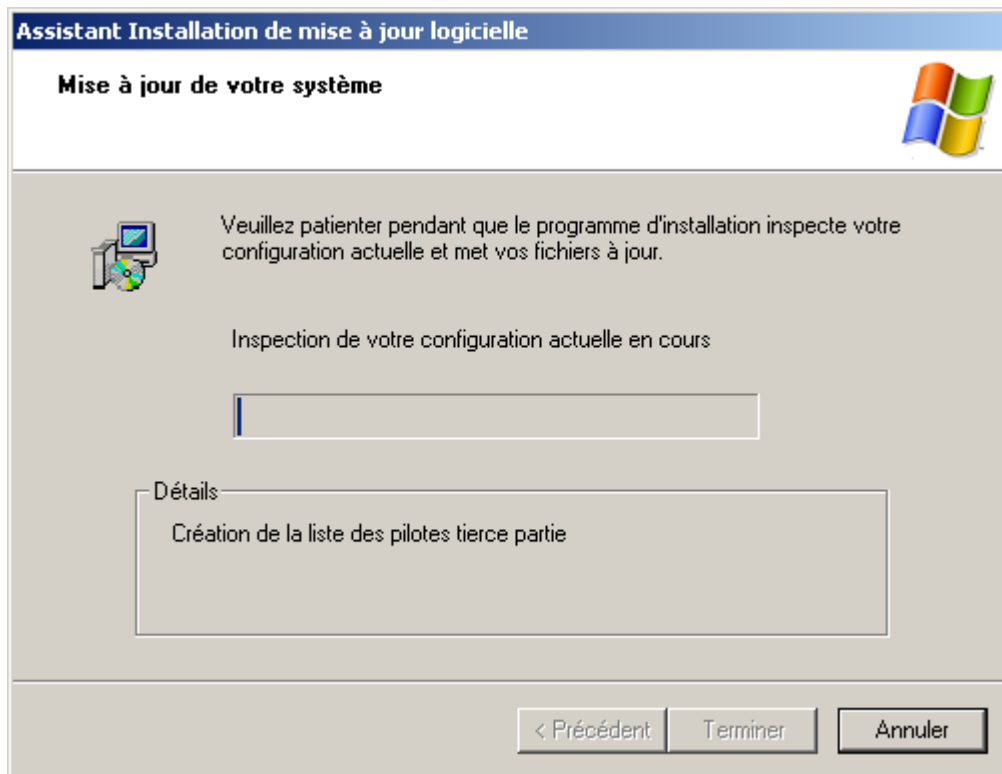 Assistant Installation de mise à jour logicielle
Mise à jour de votre système
Veuillez patienter pendant que le programme d'installation inspecte votre
configuration actuelle et met vos fichiers à jour.
Inspection de votre configuration actuelle en cours
Détails
Création de la liste des pilotes tierce partie
< Précédent
Terminer
Annuler